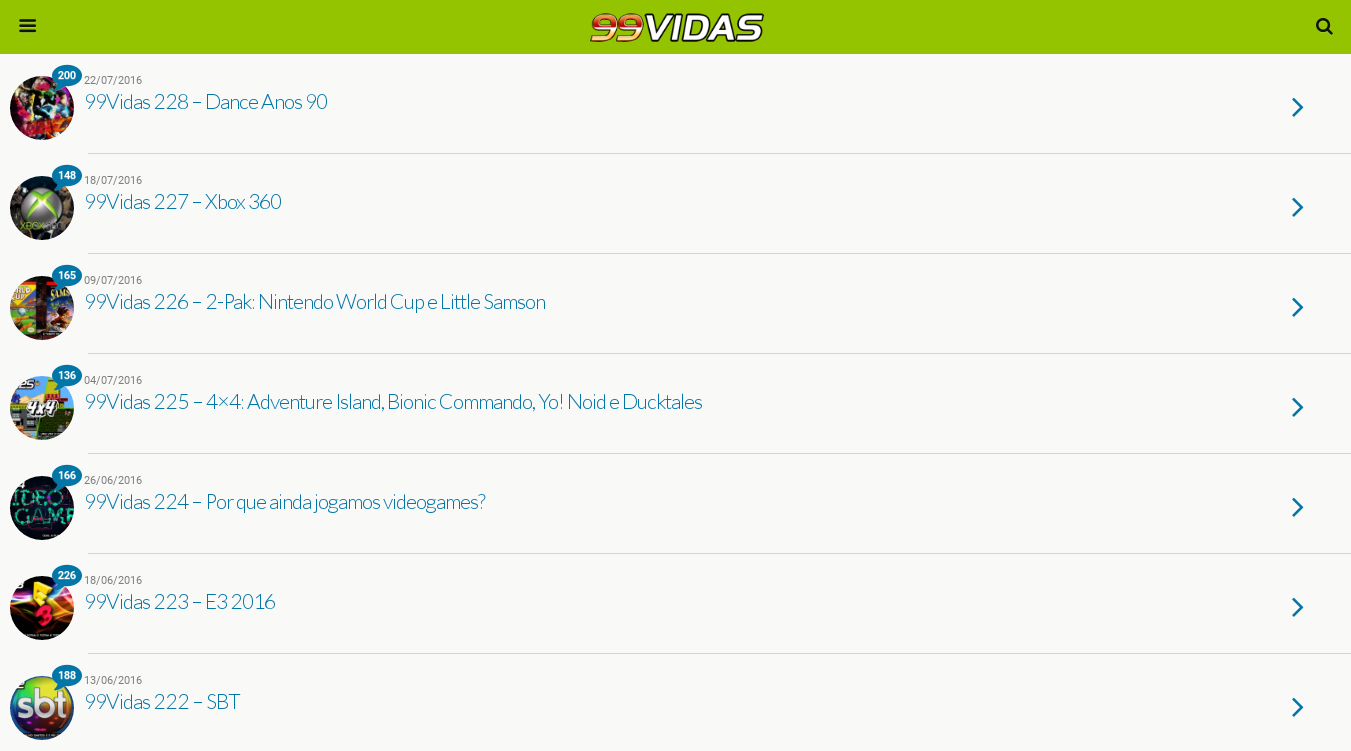 99VIDAS
200
22/07/2016
99Vidas 228 – Dance Anos 90
148
18/07/2016
99Vidas 227 – Xbox 360
165
09/07/2016
99Vidas 226 – 2-Pak: Nintendo World Cup e Little Samson
136
04/07/2016
4x4
99Vidas 225 – 4×4: Adventure Island, Bionic Commando, Yo! Noid e Ducktales
166
26/06/2016
99Vidas 224 – Por que ainda jogamos videogames?
226
18/06/2016
E3
99Vidas 223 – E3 2016
188
13/06/2016
sbt
99Vidas 222 – SBT